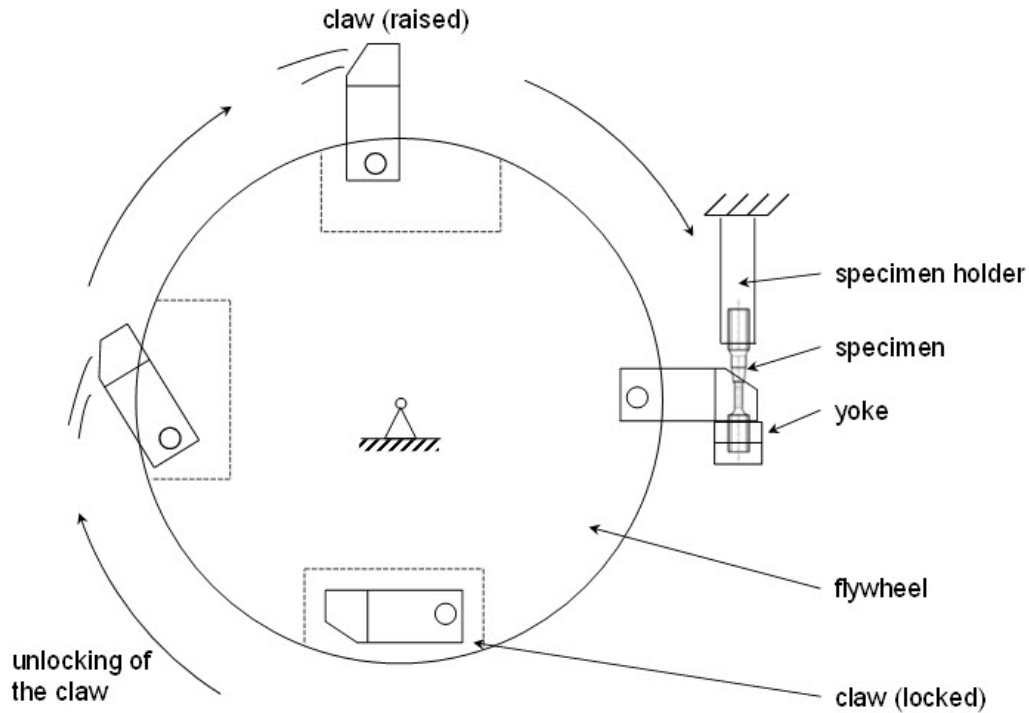 claw (raised)
specimen holder
specimen
yoke
flywheel
unlocking of
the claw
claw (locked)